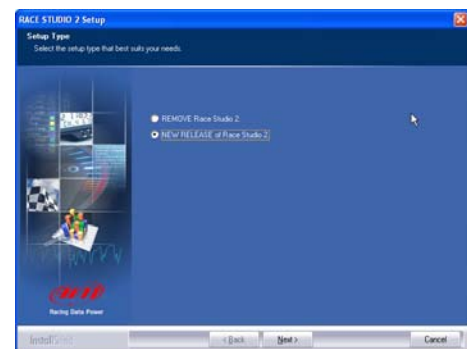 RACE STUDIO 2 Setup
Setup Type
Select the setup type that best suits your needs.
REMOVE Race Studio 2
NEW RELEASE of Race Studio 2
Racing Data Power
< Back
Next >
Cancel